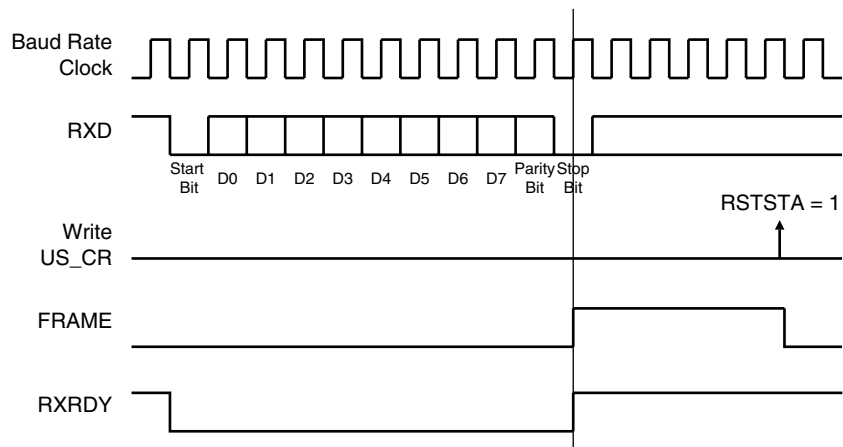 Baud Rate
Clock
RXD
Start
Bit
D0
D1
D2
D3
D4
D5
D6
D7
Parity
Bit
Stop
Bit
RSTSTA = 1
Write
US_CR
FRAME
RXRDY